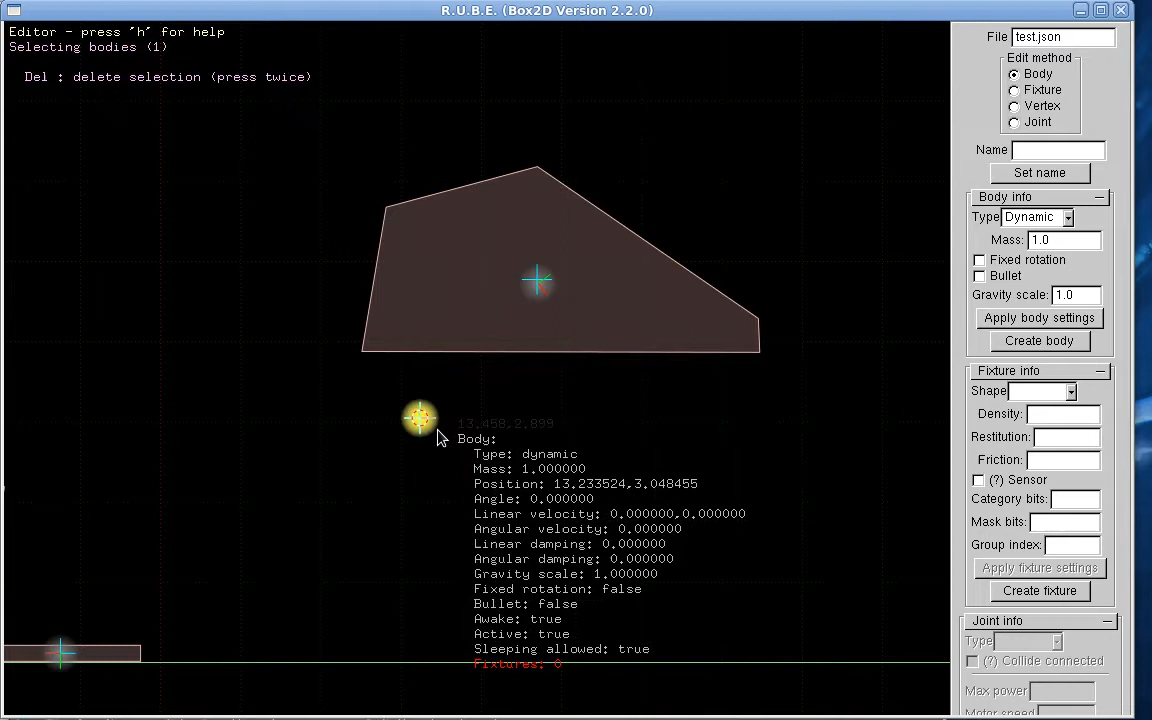 R.U.B.E. (Box2D Version 2.2.0)
Editor - press "h" for help
Selecting bodies (1)
Del : delete selection (press twice)
13.458,2.899
Body:
Type: dynamic
Mass: 1.000000
Position: 13.233524,3.048455
Angle: 0.000000
Linear velocity: 0.000000,0.000000
Angular velocity: 0.000000
Linear damping: 0.000000
Angular damping: 0.000000
Gravity scale: 1.000000
Fixed rotation: false
Bullet: false
Awake: true
Active: true
Sleeping allowed: true
Fixtures: 0
File test.json
Edit method
Body
Fixture
Vertex
Joint
Name
Set name
Body info
Type Dynamic
Mass: 1.0
Fixed rotation
Bullet
Gravity scale: 1.0
Apply body settings
Create body
Fixture info
Shape
Density:
Restitution:
Friction:
(?) Sensor
Category bits:
Mask bits:
Group index:
Apply fixture settings
Create fixture
Joint info
Type
(?) Collide connected
Max power
Motor speed